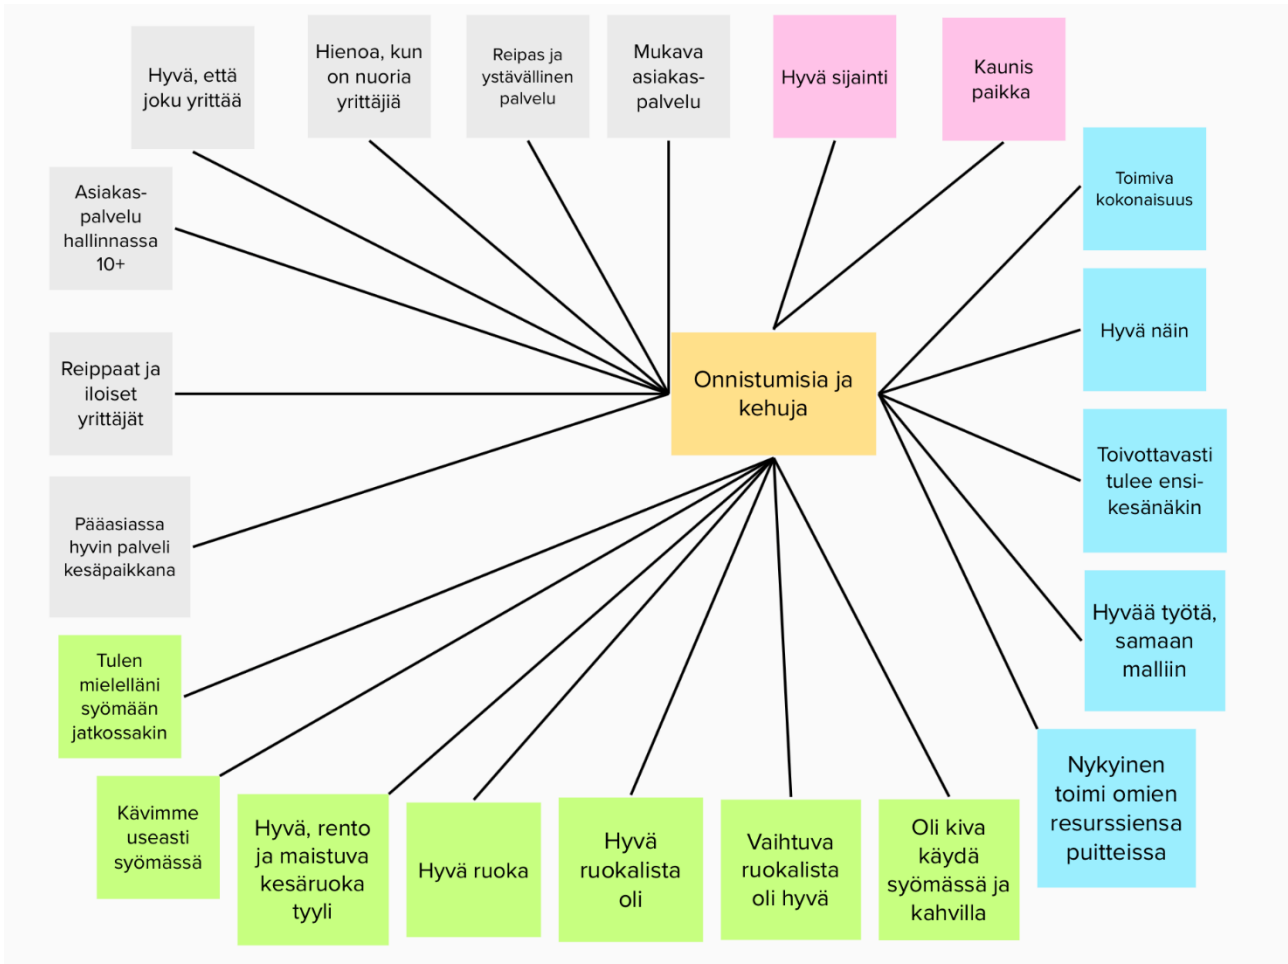 Hyvä, että
joku yrittää
Hienoa, kun
on nuoria
yrittäjiä
Reipas ja
ystävällinen
palvelu
Mukava
asiakas-
palvelu
Hyvä sijainti
Kaunis
paikka
Toimiva
kokonaisuus
Asiakas-
palvelu
hallinnassa
10+
Hyvä näin
Reippaat ja
iloiset
yrittäjät
Onnistumisia ja
kehuja
Toivottavasti
tulee ensi-
kesänäkin
Pääasiassa
hyvin palveli
kesäpaikkana
Hyvää työtä,
samaan
malliin
Tulen
mielelläni
syömään
jatkossakin
Nykyinen
toimi omien
resurssiensa
puitteissa
Kävimme
useasti
syömässä
Hyvä, rento
ja maistuva
kesäruoka
tyyli
Hyvä ruoka
Hyvä
ruokalista
oli
Vaihtuva
ruokalista
oli hyvä
Oli kiva
käydä
syömässä ja
kahvilla